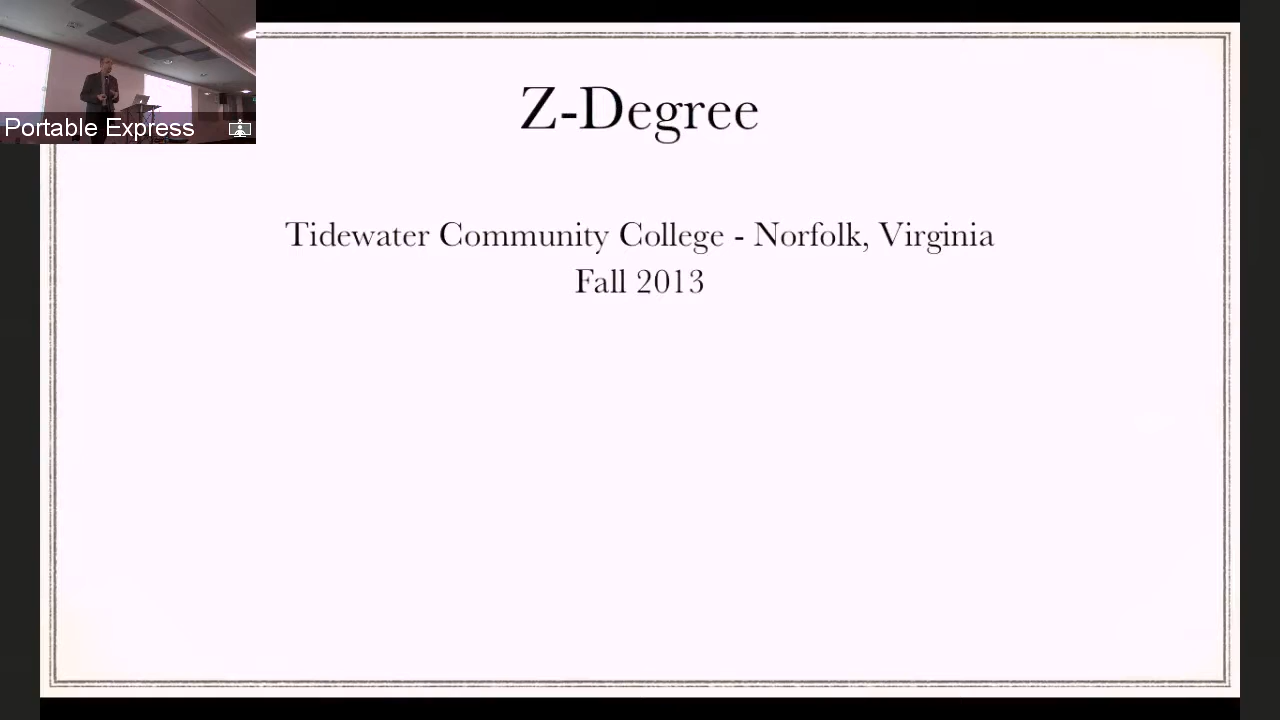 Z-Degree
Portable Express
Tidewater Community College - Norfolk, Virginia
Fall 2013